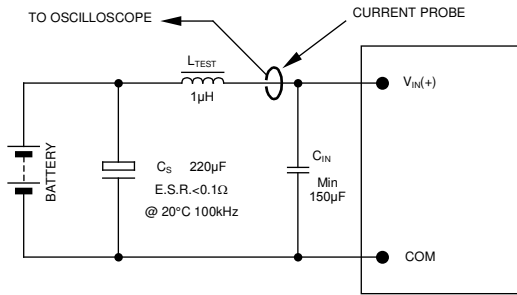 TO OSCILLOSCOPE
CURRENT PROBE
LTEST
1µH
VIN(+)
BATTERY
CS 220µF
E.S.R.<0.1Ω
@ 20°C 100kHz
CIN
Min
150µF
COM